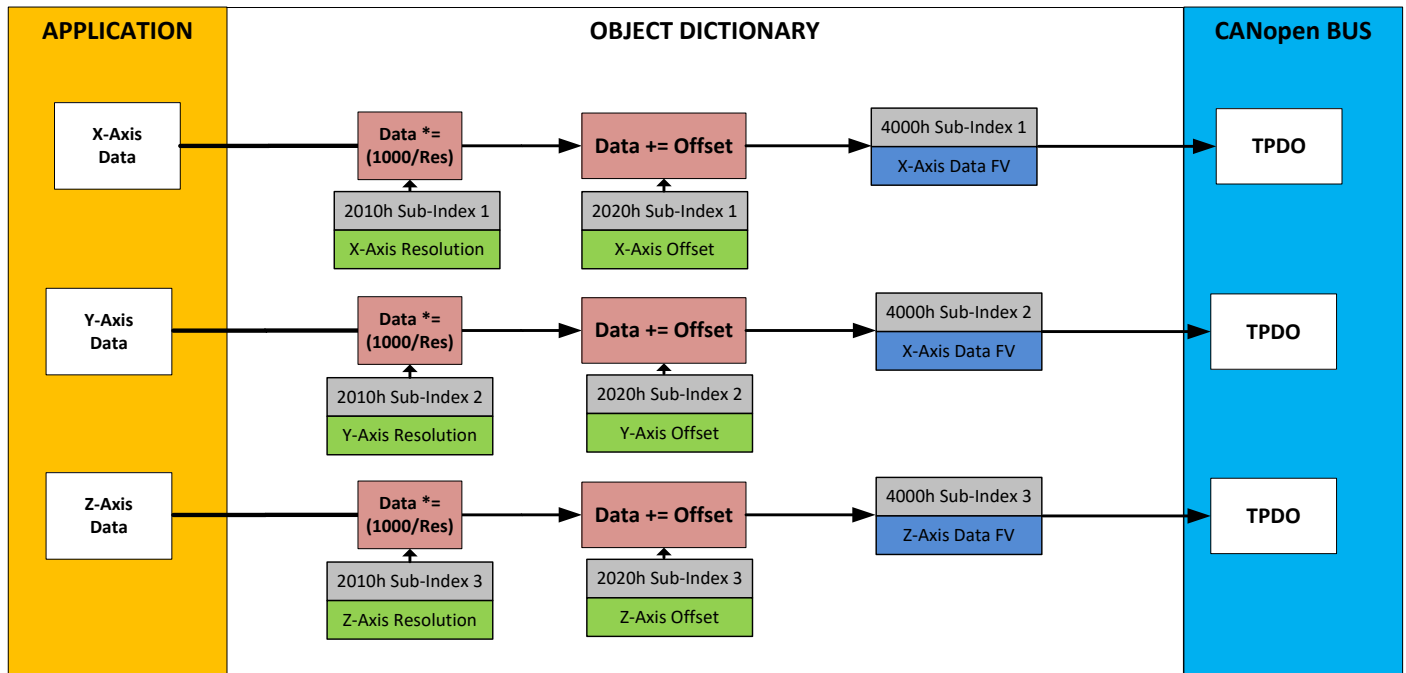 APPLICATION
OBJECT DICTIONARY
CANopen BUS
X-Axis
Data
Data *=
(1000/Res)
Data += Offset
4000h Sub-Index 1
X-Axis Data FV
TPDO
2010h Sub-Index 1
X-Axis Resolution
2020h Sub-Index 1
X-Axis Offset
Y-Axis
Data
Data *=
(1000/Res)
Data += Offset
4000h Sub-Index 2
X-Axis Data FV
TPDO
2010h Sub-Index 2
Y-Axis Resolution
2020h Sub-Index 2
Y-Axis Offset
Z-Axis
Data
Data *=
(1000/Res)
Data += Offset
4000h Sub-Index 3
Z-Axis Data FV
TPDO
2010h Sub-Index 3
Z-Axis Resolution
2020h Sub-Index 3
Z-Axis Offset